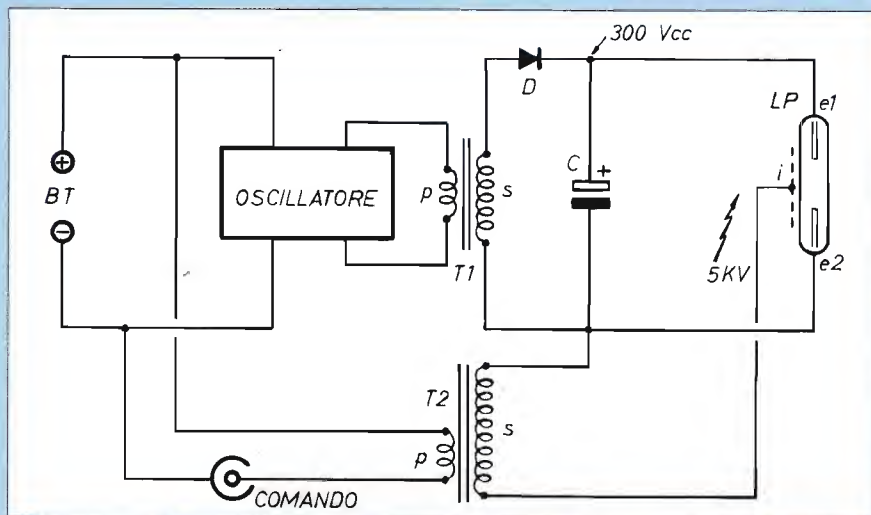 300 Vcc
D
LP
e1
+
BT
-
OSCILLATORE
p
s
T1
C
+
i
5KV
e2
T2
p
s
COMANDO